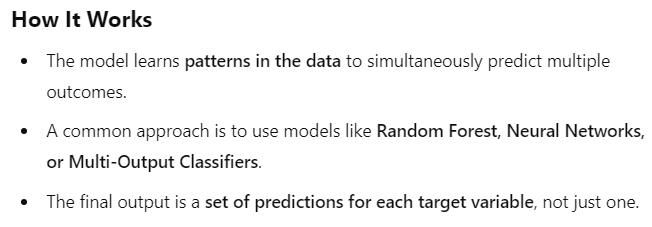 How It Works
• The model learns patterns in the data to simultaneously predict multiple
outcomes.
• A common approach is to use models like Random Forest, Neural Networks,
or Multi-Output Classifiers.
• The final output is a set of predictions for each target variable, not just one.